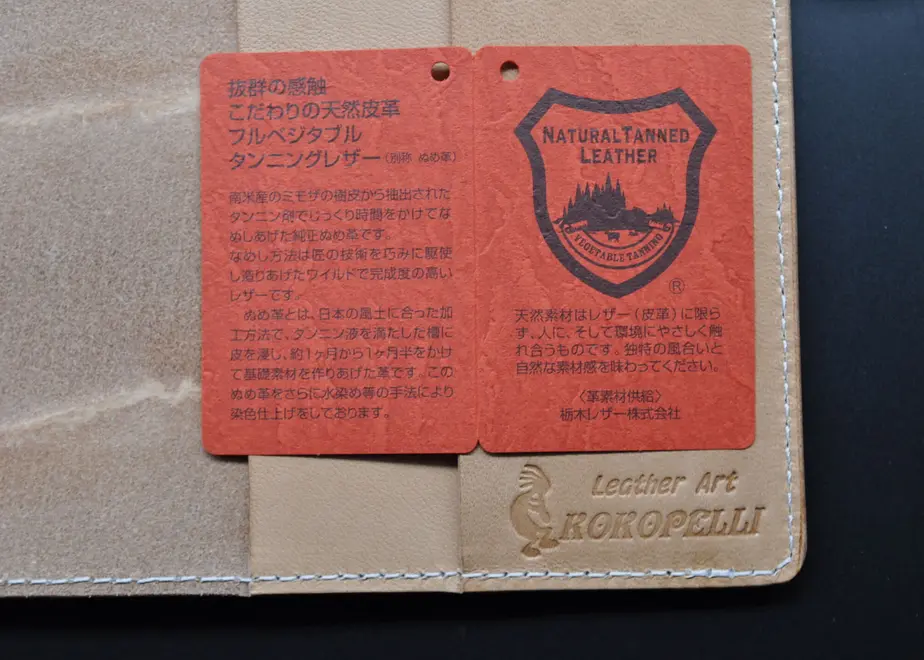 抜群の感触
こだわりの天然皮革
フルベジタブル
タンニングレザー(別称 ぬめ革)
南米産のミモザの樹皮から抽出された
タンニン剤でじっくり時間をかけてな
めしあげた純正ぬめ革です。
なめし方法は匠の技術を巧みに駆使
し造りあげたワイルドで完成度の高い
レザーです。
ぬめ革とは、日本の風土に合った加
工方法で、タンニン液を満たした槽に
皮を浸し、約1ヶ月から1ヶ月半をかけ
て基礎素材を作りあげた革です。この
ぬめ革をさらに水染め等の手法により
染色仕上げをしております。
NATURAL TANNED
LEATHER
VEGETABLE TANNING
®
天然素材はレザー(皮革)に限ら
ず、人に、そして環境にやさしく触
れ合うものです。独特の風合いと
自然な素材感を味わってください。
〈革素材供給〉
栃木レザー株式会社
Leather Art
KOKOPELLI